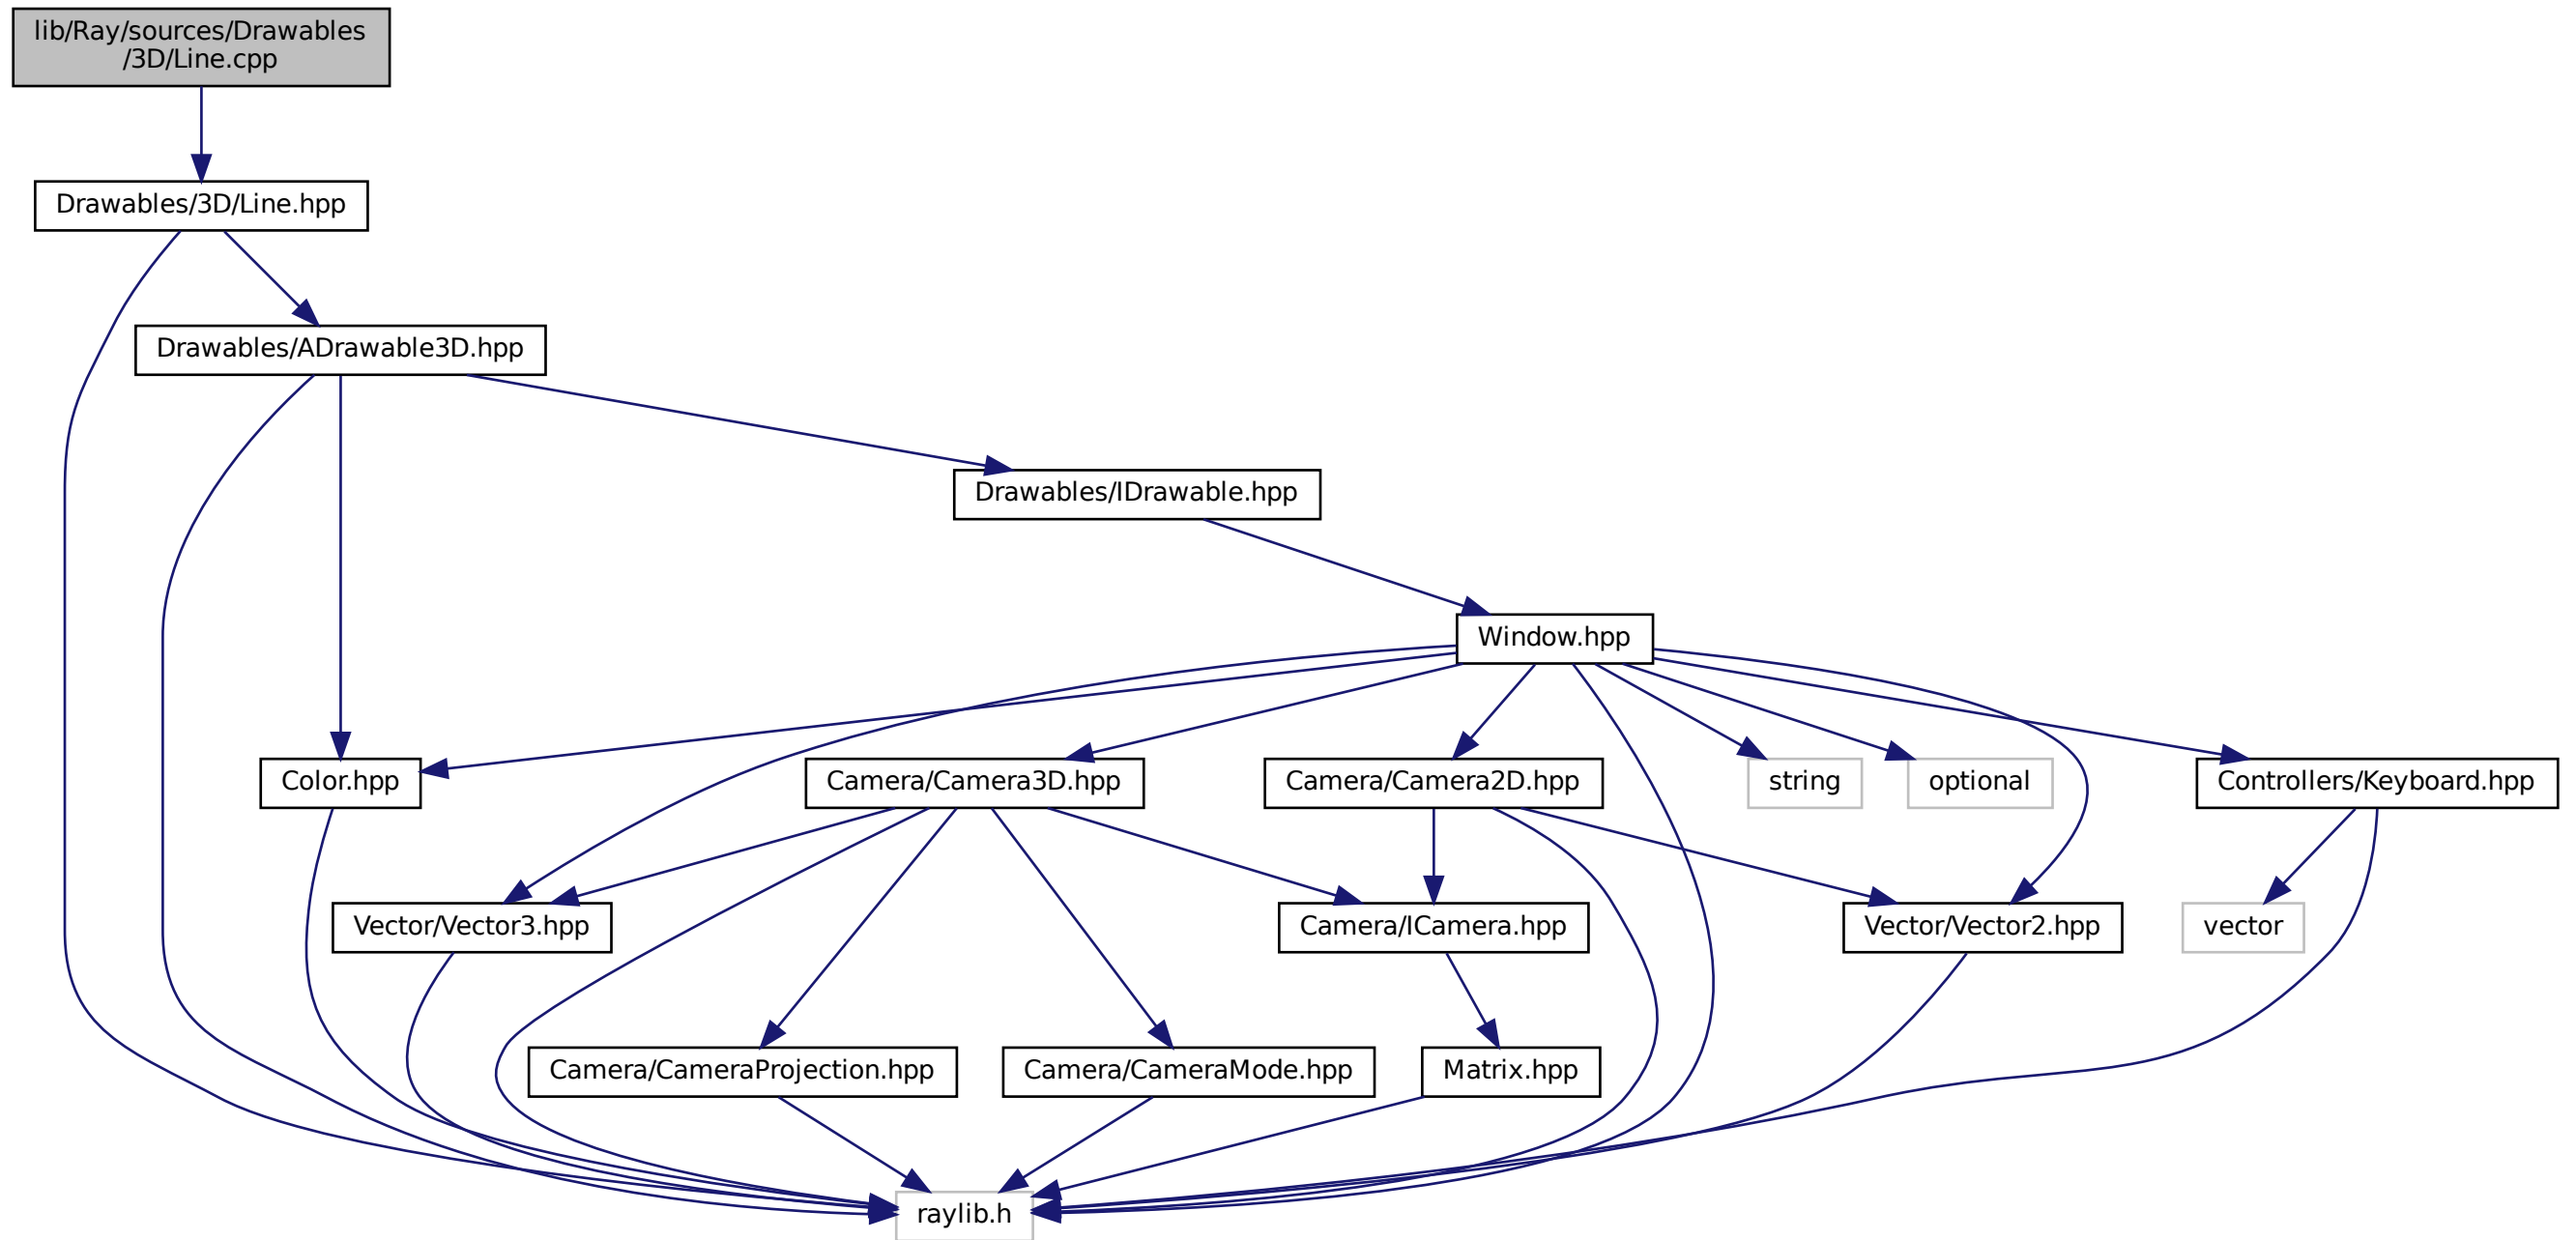 lib/Ray/sources/Drawables
/3D/Line.cpp
Drawables/3D/Line.hpp
Drawables/ADrawable3D.hpp
Drawables/IDrawable.hpp
Window.hpp
Color.hpp
Camera/Camera3D.hpp
Camera/Camera2D.hpp
string
optional
Controllers/Keyboard.hpp
Vector/Vector3.hpp
Camera/ICamera.hpp
Vector/Vector2.hpp
vector
Camera/CameraProjection.hpp
Camera/CameraMode.hpp
Matrix.hpp
raylib.h